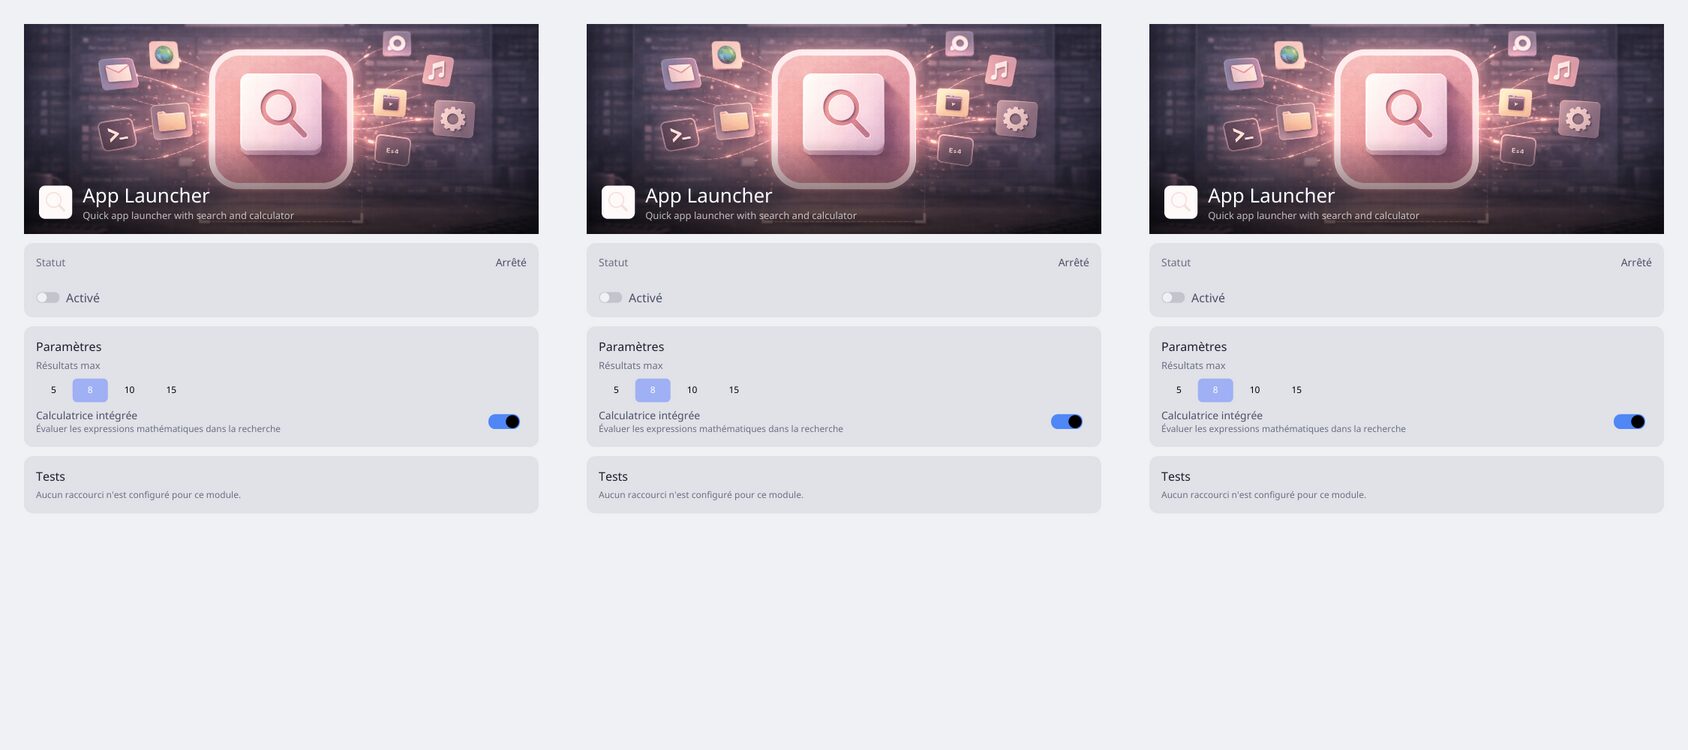 App Launcher
Quick app launcher with search and calculator
Statut
Arrêté
Activé
Paramètres
Résultats max
5 8 10 15
Calculatrice intégrée
Évaluer les expressions mathématiques dans la recherche
Tests
Aucun raccourci n'est configuré pour ce module.
App Launcher
Quick app launcher with search and calculator
Statut
Arrêté
Activé
Paramètres
Résultats max
5 8 10 15
Calculatrice intégrée
Évaluer les expressions mathématiques dans la recherche
Tests
Aucun raccourci n'est configuré pour ce module.
App Launcher
Quick app launcher with search and calculator
Statut
Arrêté
Activé
Paramètres
Résultats max
5 8 10 15
Calculatrice intégrée
Évaluer les expressions mathématiques dans la recherche
Tests
Aucun raccourci n'est configuré pour ce module.